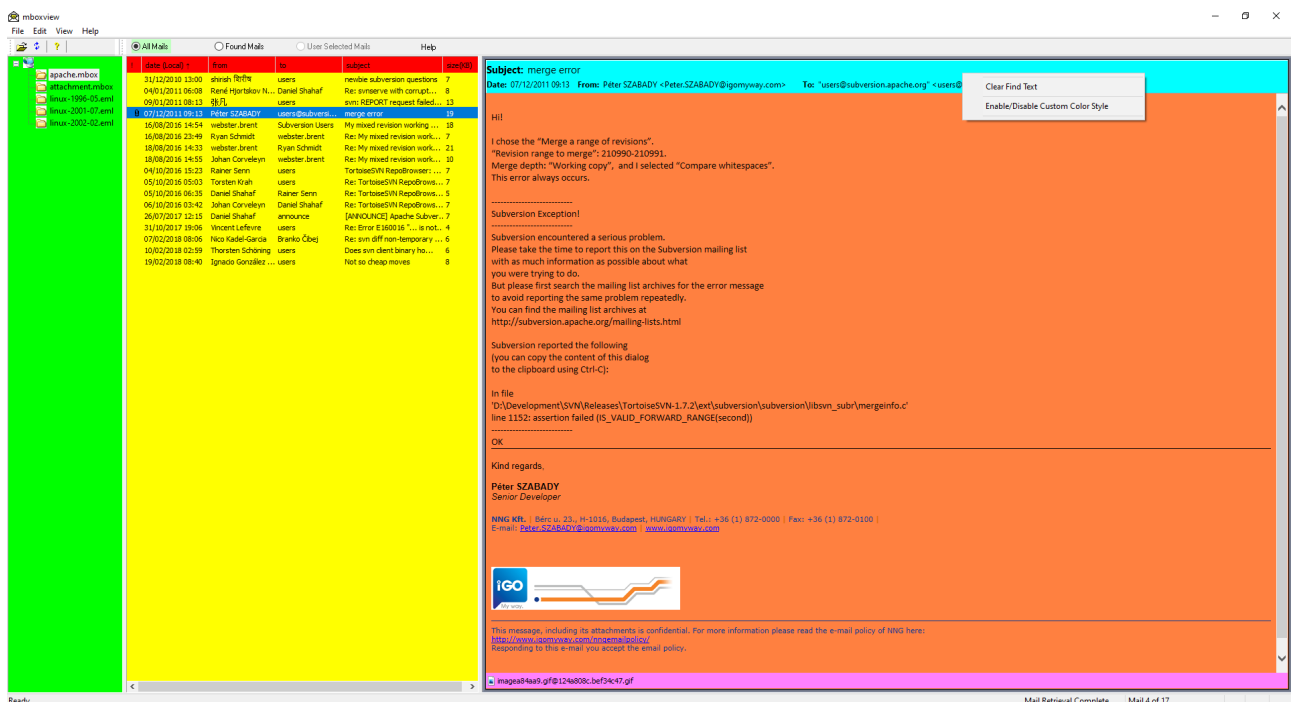 mboxview
File Edit View Help
All Mails Found Mails User Selected Mails Help
apache.mbox
attachment.mbox
linux-1996-05.eml
linux-2001-07.eml
linux-2002-02.eml
date (Local) from to subject size(KB)
31/12/2010 13:00 shirish शिरीष users newbie subversion questions 7
04/01/2011 06:08 René Hjortskov N... Daniel Shahaf Re: svnserve with corrupt... 8
09/01/2011 08:13 张凡 users svn: REPORT request failed... 13
07/12/2011 09:13 Péter SZABADY users@subversi... merge error 19
16/08/2016 14:54 webster.brent Subversion Users My mixed revision working ... 18
16/08/2016 23:49 Ryan Schmidt webster.brent Re: My mixed revision work... 7
18/08/2016 14:33 webster.brent Ryan Schmidt Re: My mixed revision work... 21
18/08/2016 14:55 Johan Corveleyn webster.brent Re: My mixed revision work... 10
04/10/2016 15:23 Rainer Senn users TortoiseSVN RepoBrowser: ... 7
05/10/2016 05:03 Torsten Krah users Re: TortoiseSVN RepoBrows... 7
05/10/2016 06:35 Daniel Shahaf Rainer Senn Re: TortoiseSVN RepoBrows... 5
06/10/2016 03:42 Johan Corveleyn Daniel Shahaf Re: TortoiseSVN RepoBrows... 7
26/07/2017 12:15 Daniel Shahaf announce [ANNOUNCE] Apache Subver... 7
31/10/2017 19:06 Vincent Lefevre users Re: Error E160016 "... is not... 4
07/02/2018 08:06 Nico Kadel-Garcia Branko Čibej Re: svn diff non-temporary ... 6
10/02/2018 02:59 Thorsten Schöning users Does svn client binary ho... 6
19/02/2018 08:40 Ignacio González ... users Not so cheap moves 8
Subject: merge error
Date: 07/12/2011 09:13 From: Péter SZABADY <Peter.SZABADY@igomyway.com> To: "users@subversion.apache.org" <users@
Clear Find Text
Enable/Disable Custom Color Style
Hi!
I chose the "Merge a range of revisions".
"Revision range to merge": 210990-210991.
Merge depth: "Working copy", and I selected "Compare whitespaces".
This error always occurs.
---------------------------
Subversion Exception!
---------------------------
Subversion encountered a serious problem.
Please take the time to report this on the Subversion mailing list
with as much information as possible about what
you were trying to do.
But please first search the mailing list archives for the error message
to avoid reporting the same problem repeatedly.
You can find the mailing list archives at
http://subversion.apache.org/mailing-lists.html
Subversion reported the following
(you can copy the content of this dialog
to the clipboard using Ctrl-C):
In file
'D:\Development\SVN\Releases\TortoiseSVN-1.7.2\ext\subversion\subversion\libsvn_subr\mergeinfo.c'
line 1152: assertion failed (IS_VALID_FORWARD_RANGE(second))
---------------------------
OK
Kind regards,
Péter SZABADY
Senior Developer
NNG Kft. | Bérc u. 23., H-1016, Budapest, HUNGARY | Tel.: +36 (1) 872-0000 | Fax: +36 (1) 872-0100 |
E-mail: Peter.SZABADY@igomyway.com | www.igomyway.com
iGO
My way.
This message, including its attachments is confidential. For more information please read the e-mail policy of NNG here:
http://www.igomyway.com/nngemailpolicy/
Responding to this e-mail you accept the email policy.
imagea84aa9.gif@124a808c.bef34c47.gif
Ready Mail Retrieval Complete Mail 4 of 17